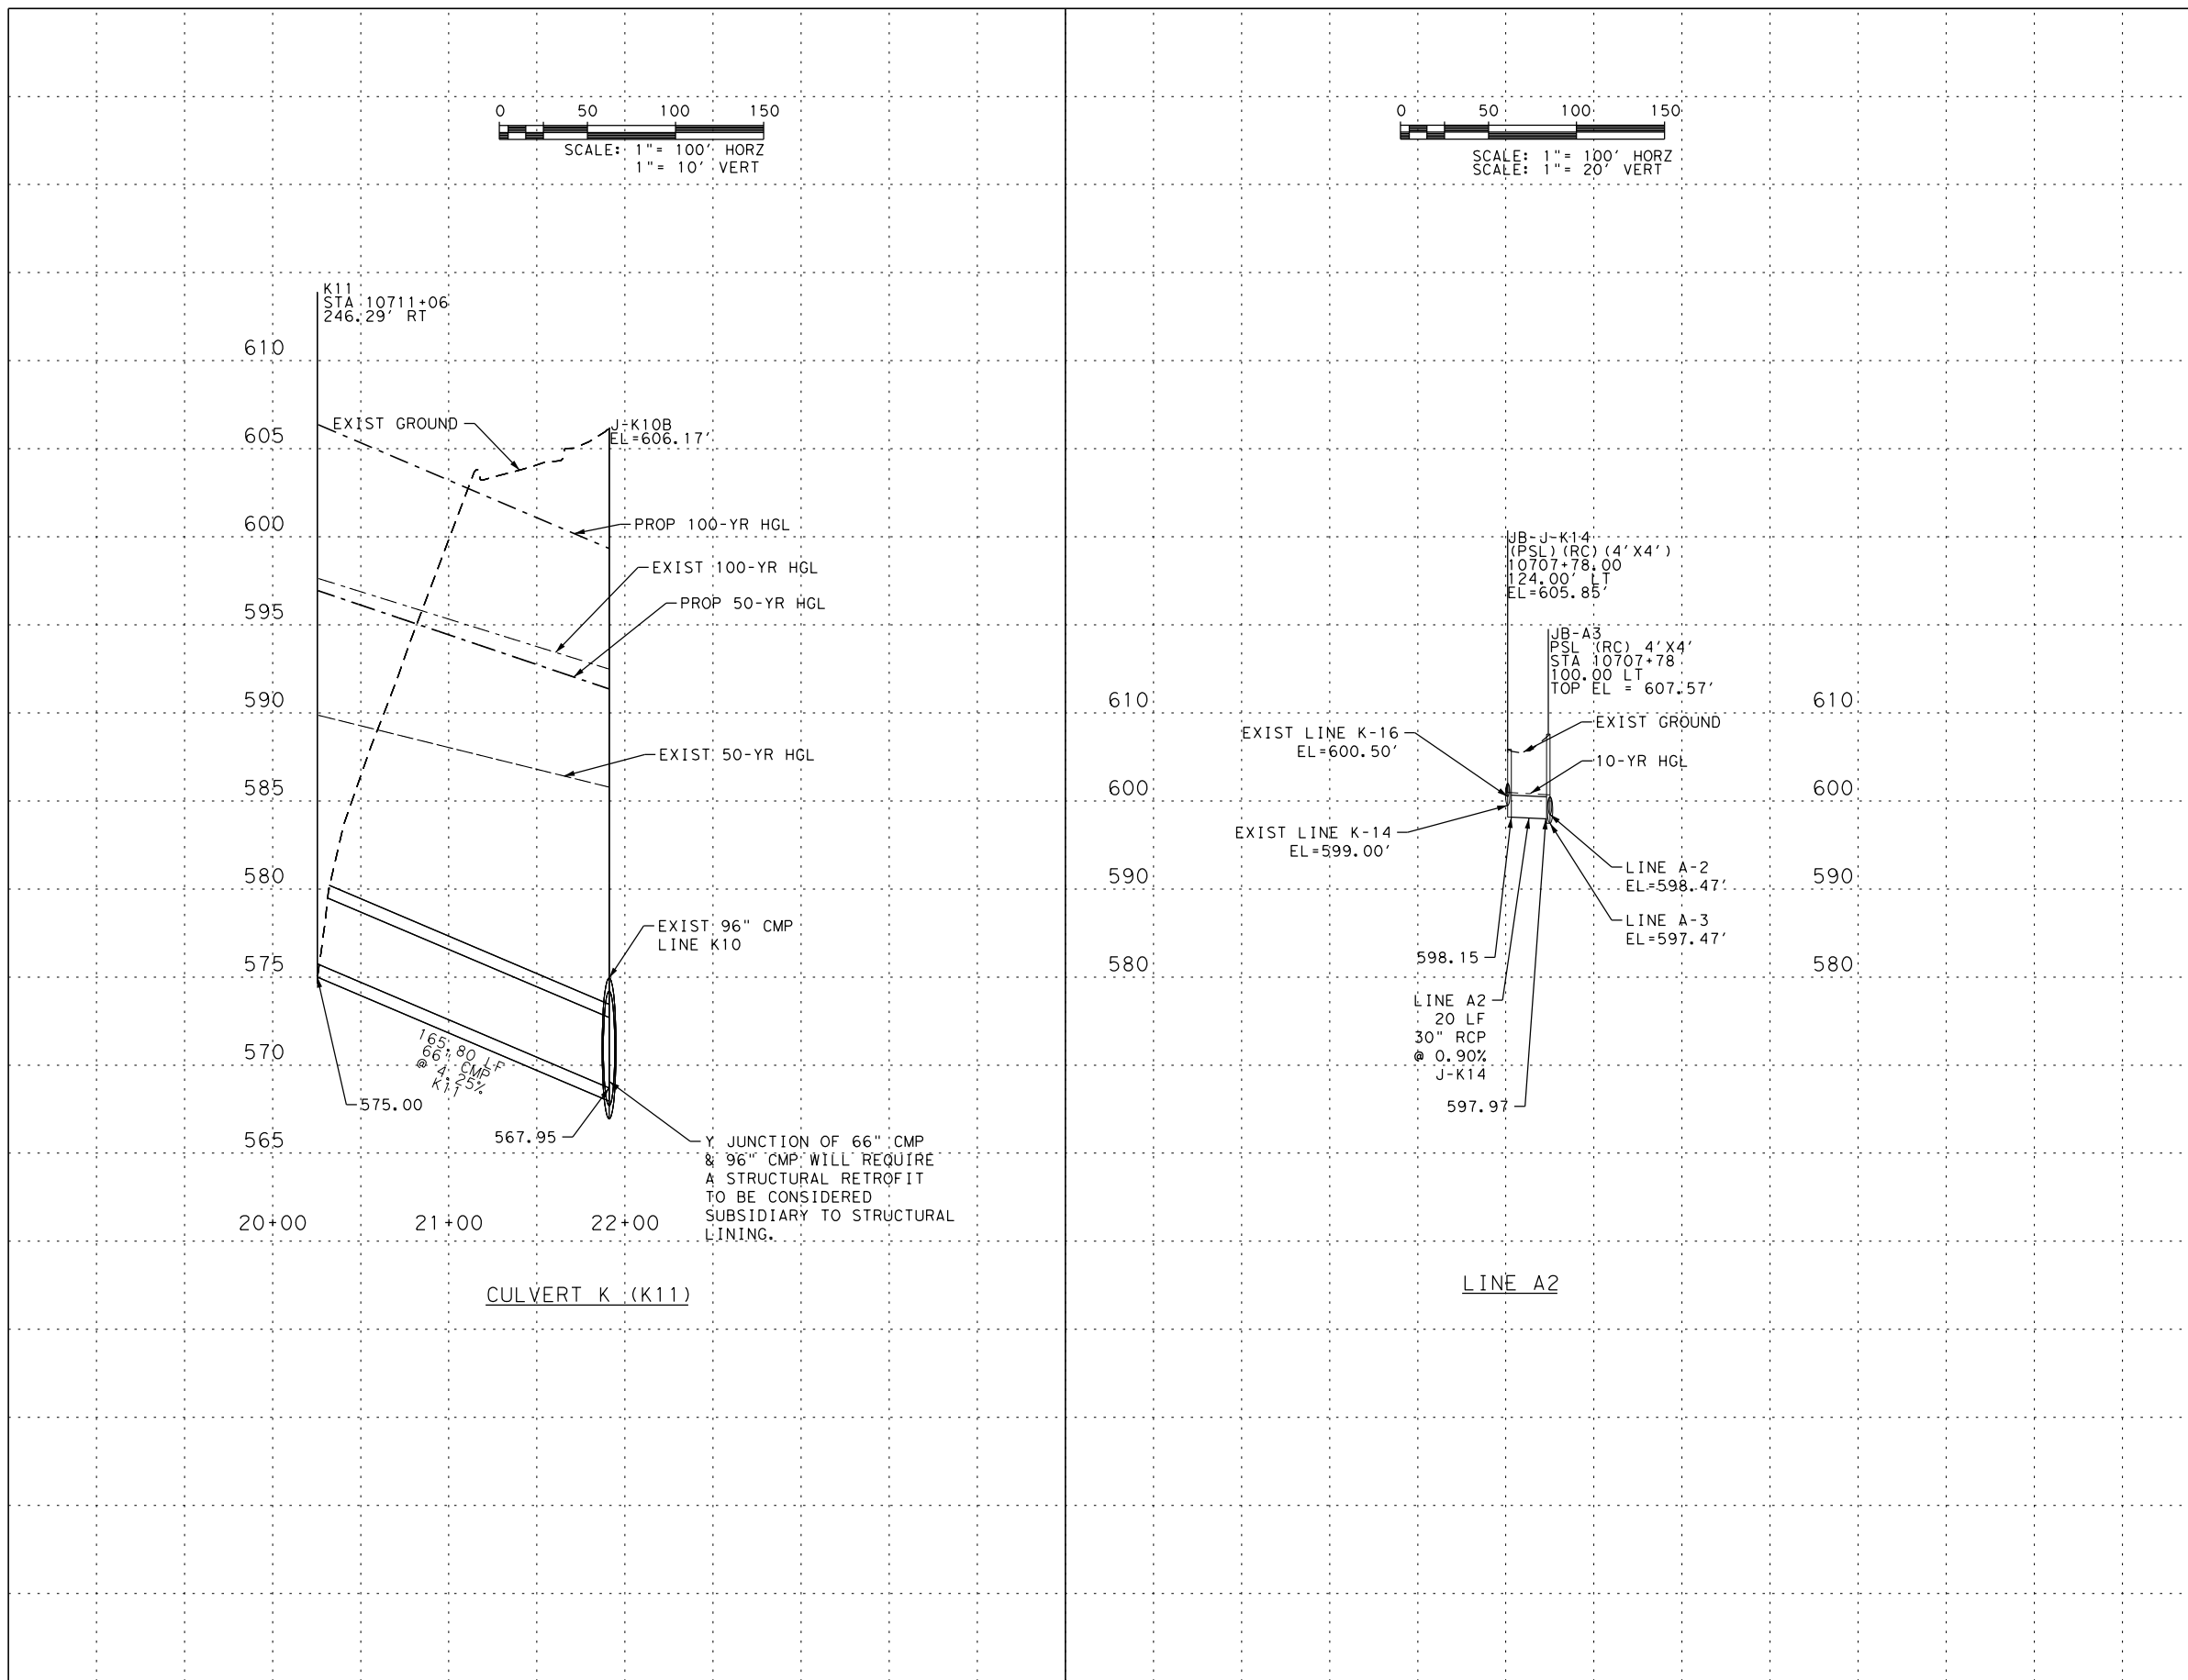 0 50 100 150
SCALE: 1"= 100' HORZ
1"= 10' VERT
K11
STA 10711+06
246.29' RT
610
605
600
595
590
585
580
575
570
565
EXIST GROUND
J-K10B
EL=606.17'
PROP 100-YR HGL
EXIST 100-YR HGL
PROP 50-YR HGL
EXIST 50-YR HGL
EXIST 96" CMP
LINE K10
165.80 LF
66" CMP
@ 4.25%
K11
575.00
567.95
Y JUNCTION OF 66" CMP
& 96" CMP WILL REQUIRE
A STRUCTURAL RETROFIT
TO BE CONSIDERED
SUBSIDIARY TO STRUCTURAL
LINING.
20+00 21+00 22+00
CULVERT K (K11)
0 50 100 150
SCALE: 1"= 100' HORZ
SCALE: 1"= 20' VERT
JB-J-K14
(PSL)(RC)(4'X4')
10707+78.00
124.00' LT
EL=605.85'
JB-A3
PSL (RC) 4'X4'
STA 10707+78
100.00 LT
TOP EL = 607.57'
610 610
600 600
590 590
580 580
EXIST LINE K-16
EL=600.50'
EXIST GROUND
10-YR HGL
EXIST LINE K-14
EL=599.00'
LINE A-2
EL=598.47'
LINE A-3
EL=597.47'
598.15
LINE A2
20 LF
30" RCP
@ 0.90%
J-K14
597.97
LINE A2